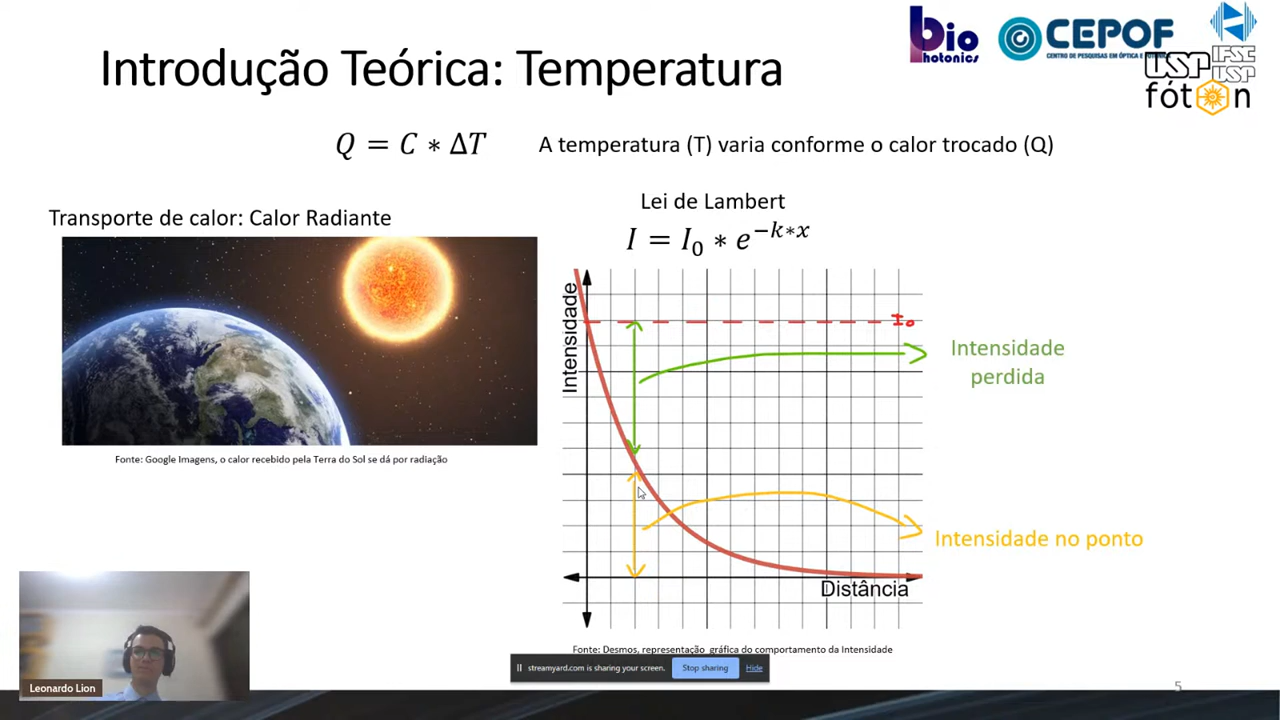 Bio
Photonics
CEPOF
CENTRO DE PESQUISAS EM ÓPTICA E FOTÔNICA
IFSC
USP
USP
fóton
Introdução Teórica: Temperatura
Q = C ∗ ΔT
A temperatura (T) varia conforme o calor trocado (Q)
Transporte de calor: Calor Radiante
Lei de Lambert
I = I₀ ∗ e^{−k∗x}
Intensidade
I₀
Intensidade
perdida
Intensidade no ponto
Distância
Fonte: Google Imagens, o calor recebido pela Terra do Sol se dá por radiação
Fonte: Desmos, representação gráfica do comportamento da Intensidade
streamyard.com is sharing your screen.
Stop sharing
Hide
Leonardo Lion
5